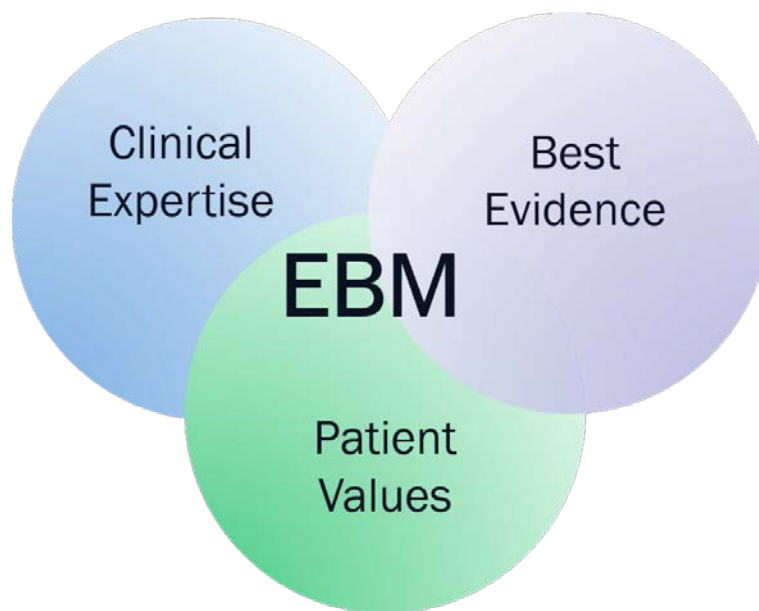 Clinical
Expertise
Best
Evidence
EBM
Patient
Values